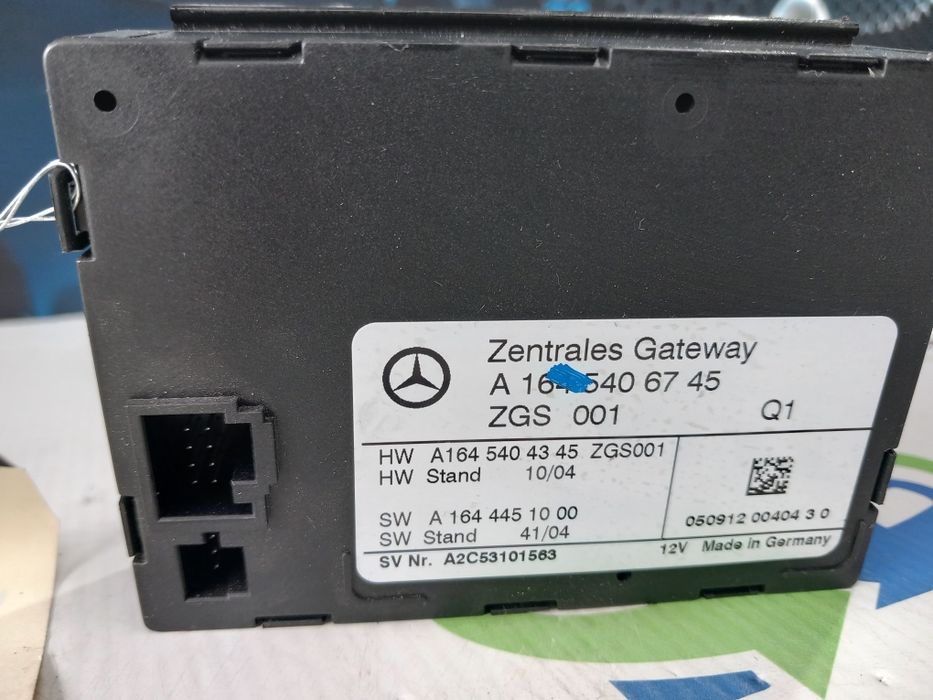 Zentrales Gateway
A 164 540 67 45
ZGS 001 Q1
HW A164 540 43 45 ZGS001
HW Stand 10/04
SW A 164 445 10 00
SW Stand 41/04
050912 00404 3 0
SV Nr. A2C53101563
12V Made in Germany